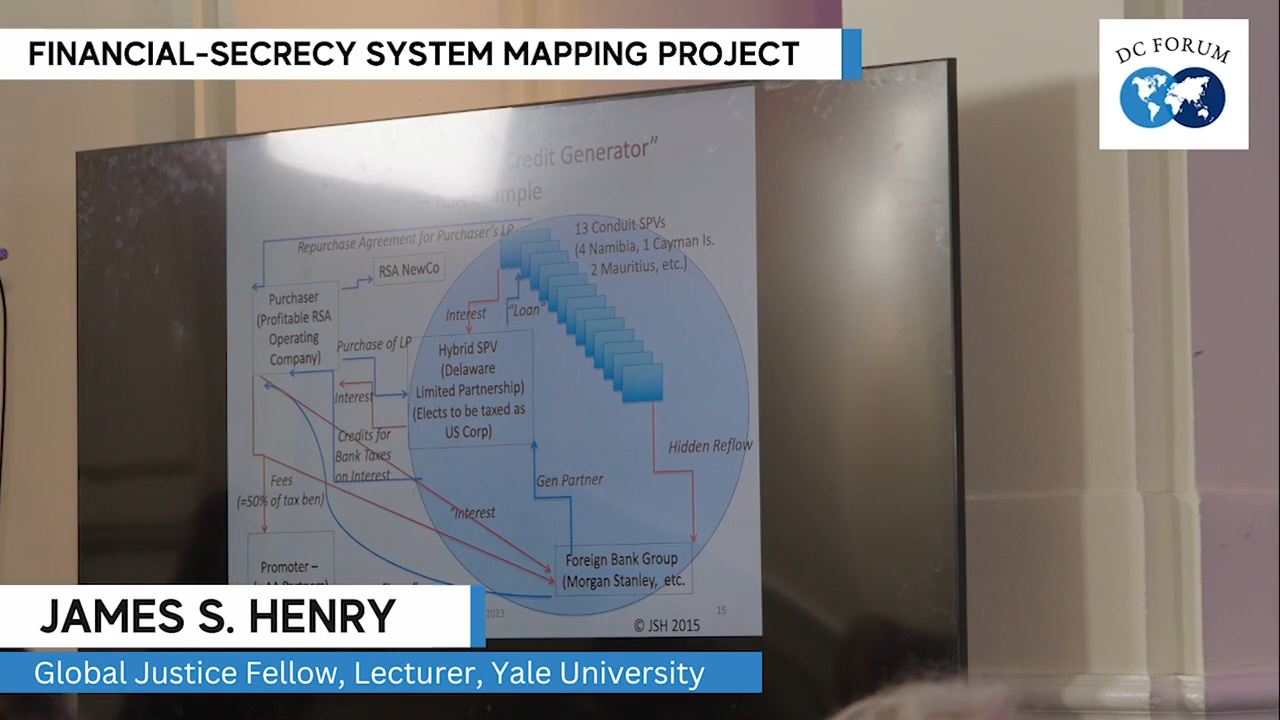 FINANCIAL-SECRECY SYSTEM MAPPING PROJECT
DC FORUM
Credit Generator"
Repurchase Agreement for Purchaser's LP
13 Conduit SPVs
(4 Namibia, 1 Cayman Is.
2 Mauritius, etc.)
RSA NewCo
Purchaser
(Profitable RSA
Operating
Company)
Interest
"Loan"
Purchase of LP
Hybrid SPV
(Delaware
Limited Partnership)
(Elects to be taxed as
US Corp)
Interest
Credits for
Bank Taxes
on Interest
Hidden Reflow
Fees
(=50% of tax ben)
Gen Partner
"Interest
Promoter –
Foreign Bank Group
(Morgan Stanley, etc.
2023
15
© JSH 2015
JAMES S. HENRY
Global Justice Fellow, Lecturer, Yale University